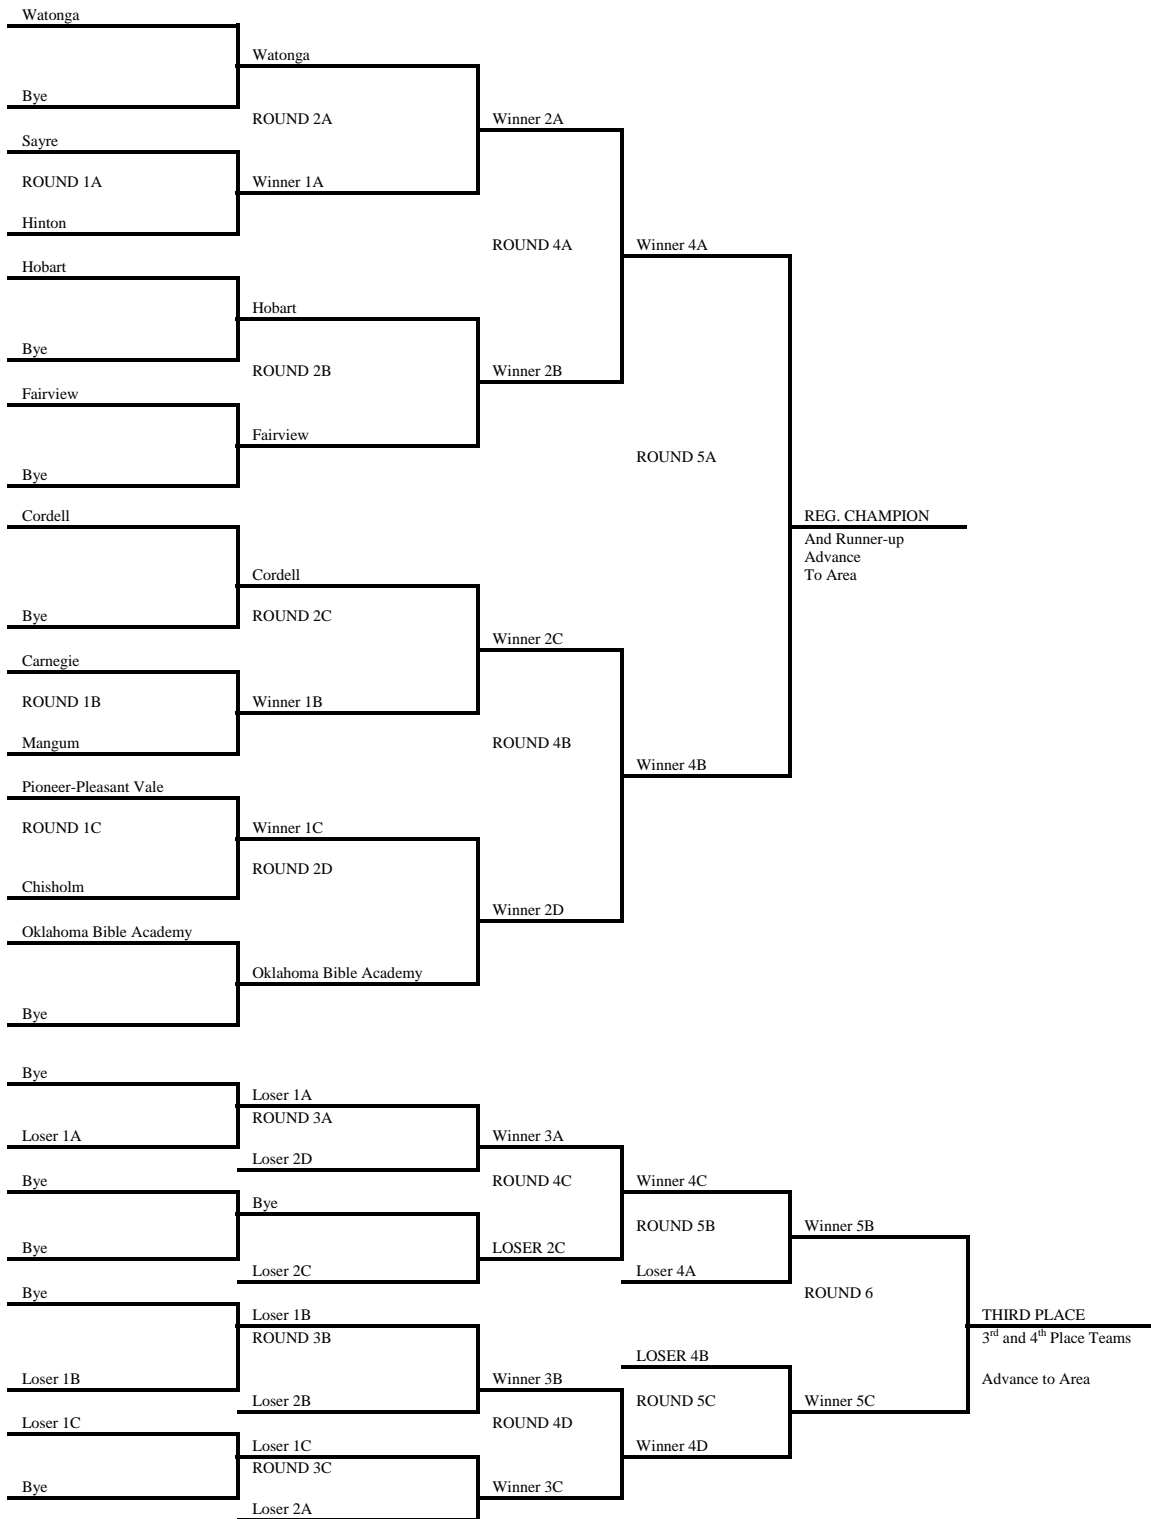 Watonga
Watonga
Bye
ROUND 2A
Winner 2A
Sayre
ROUND 1A
Winner 1A
Hinton
ROUND 4A
Winner 4A
Hobart
Hobart
Bye
ROUND 2B
Winner 2B
Fairview
Fairview
ROUND 5A
Bye
Cordell
REG. CHAMPION
And Runner-up
Advance
To Area
Cordell
Bye
ROUND 2C
Winner 2C
Carnegie
ROUND 1B
Winner 1B
Mangum
ROUND 4B
Winner 4B
Pioneer-Pleasant Vale
ROUND 1C
Winner 1C
ROUND 2D
Chisholm
Winner 2D
Oklahoma Bible Academy
Oklahoma Bible Academy
Bye
Bye
Loser 1A
ROUND 3A
Loser 1A
Winner 3A
Loser 2D
Bye
ROUND 4C
Winner 4C
Bye
ROUND 5B
Winner 5B
Bye
LOSER 2C
Loser 2C
Loser 4A
Bye
ROUND 6
Loser 1B
THIRD PLACE
ROUND 3B
3rd and 4th Place Teams
LOSER 4B
Loser 1B
Winner 3B
Advance to Area
Loser 2B
ROUND 5C
Winner 5C
Loser 1C
ROUND 4D
Loser 1C
Winner 4D
ROUND 3C
Bye
Winner 3C
Loser 2A